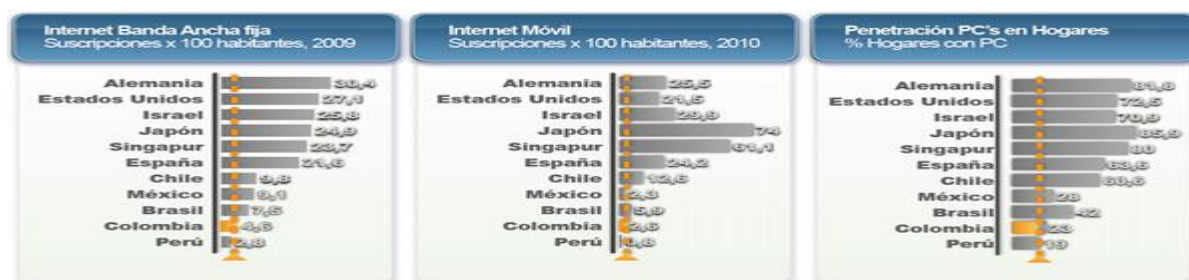 Internet Banda Ancha fija
Suscripciones x 100 habitantes, 2009
Alemania 30,4
Estados Unidos 27,1
Israel 25,8
Japón 24,9
Singapur 23,7
España 21,6
Chile 9,8
México 9,1
Brasil 7,5
Colombia 4,6
Perú 2,8
Internet Móvil
Suscripciones x 100 habitantes, 2010
Alemania 25,5
Estados Unidos 21,5
Israel 29,9
Japón 74
Singapur 61,1
España 24,2
Chile 12,6
México 2,3
Brasil 5,9
Colombia 2,6
Perú 0,8
Penetración PC's en Hogares
% Hogares con PC
Alemania 81,8
Estados Unidos 72,5
Israel 70,9
Japón 85,9
Singapur 80
España 63,6
Chile 60,6
México 28
Brasil 42
Colombia 23
Perú 19